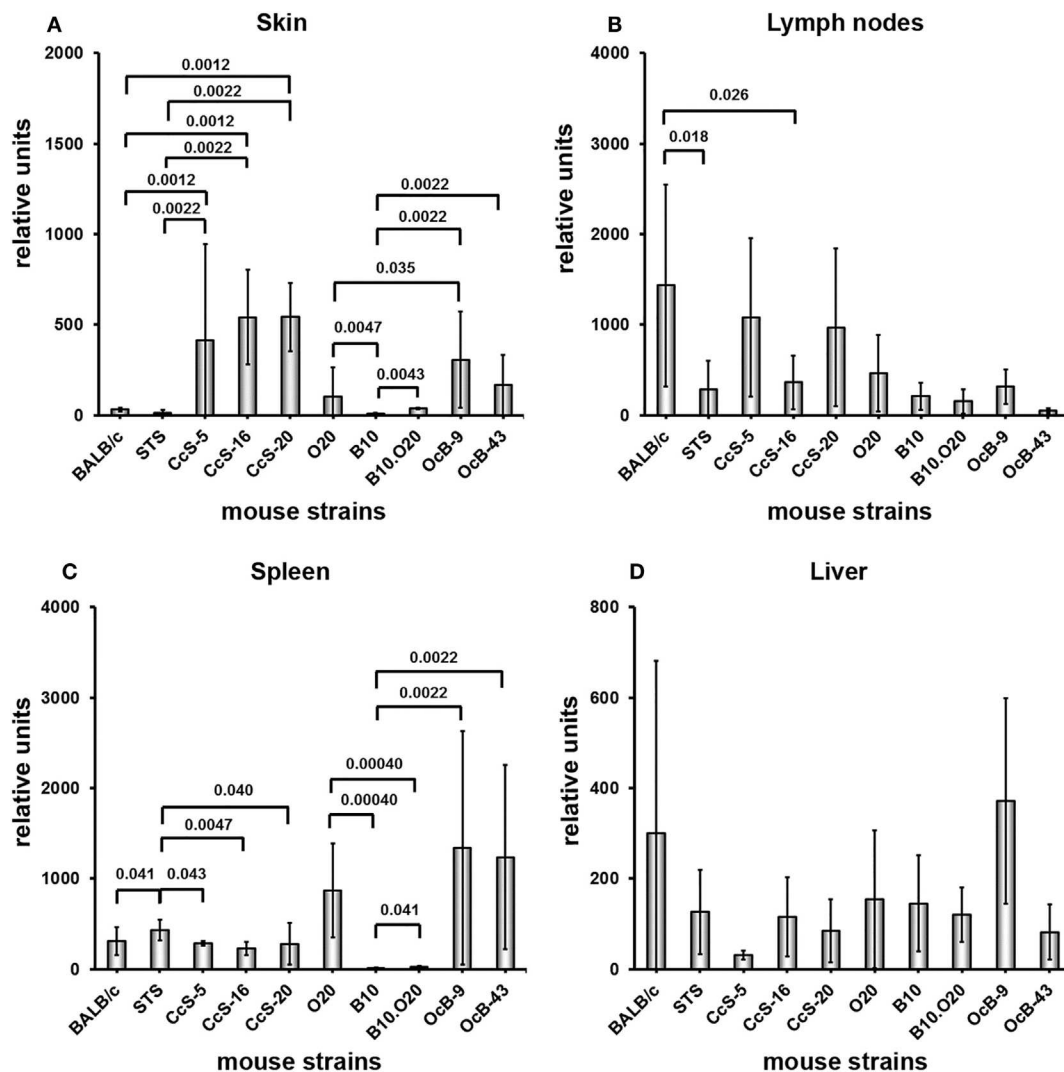 A Skin
relative units
2000
1500
1000
500
0
0.0012
0.0022
0.0012
0.0022
0.0012
0.0022
0.0022
0.0022
0.035
0.0047
0.0043
BALB/c STS CcS-5 CcS-16 CcS-20 O20 B10 B10.O20 OcB-9 OcB-43
mouse strains
B Lymph nodes
relative units
4000
3000
2000
1000
0
0.026
0.018
BALB/c STS CcS-5 CcS-16 CcS-20 O20 B10 B10.O20 OcB-9 OcB-43
mouse strains
C Spleen
relative units
4000
3000
2000
1000
0
0.0022
0.0022
0.00040
0.00040
0.040
0.0047
0.041
0.043
0.041
BALB/c STS CcS-5 CcS-16 CcS-20 O20 B10 B10.O20 OcB-9 OcB-43
mouse strains
D Liver
relative units
800
600
400
200
0
BALB/c STS CcS-5 CcS-16 CcS-20 O20 B10 B10.O20 OcB-9 OcB-43
mouse strains